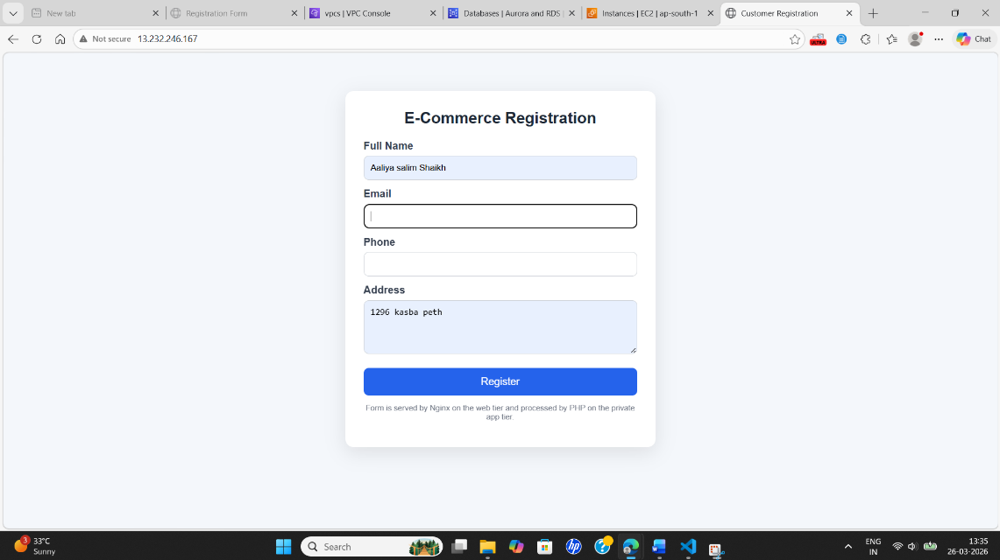 New tab
Registration Form
vpcs | VPC Console
Databases | Aurora and RDS |
Instances | EC2 | ap-south-1
Customer Registration
Not secure 13.232.246.167
ULTRA
Chat
E-Commerce Registration
Full Name
Aaliya salim Shaikh
Email
Phone
Address
1296 kasba peth
Register
Form is served by Nginx on the web tier and processed by PHP on the private
app tier.
3
33°C
Sunny
Search
hp
ENG
IN
13:35
26-03-2026